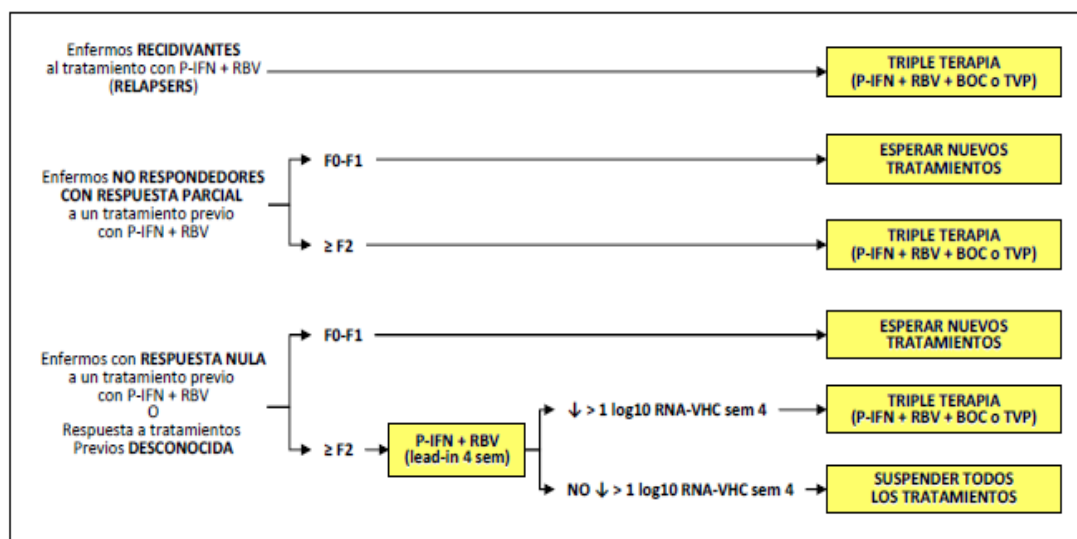 Enfermos RECIDIVANTES
al tratamiento con P-IFN + RBV
(RELAPSERS)
TRIPLE TERAPIA
(P-IFN + RBV + BOC o TVP)
Enfermos NO RESPONDEDORES
CON RESPUESTA PARCIAL
a un tratamiento previo
con P-IFN + RBV
F0-F1
ESPERAR NUEVOS
TRATAMIENTOS
≥ F2
TRIPLE TERAPIA
(P-IFN + RBV + BOC o TVP)
Enfermos con RESPUESTA NULA
a un tratamiento previo
con P-IFN + RBV
O
Respuesta a tratamientos
Previos DESCONOCIDA
F0-F1
ESPERAR NUEVOS
TRATAMIENTOS
≥ F2
P-IFN + RBV
(lead-in 4 sem)
↓ > 1 log10 RNA-VHC sem 4
TRIPLE TERAPIA
(P-IFN + RBV + BOC o TVP)
NO ↓ > 1 log10 RNA-VHC sem 4
SUSPENDER TODOS
LOS TRATAMIENTOS